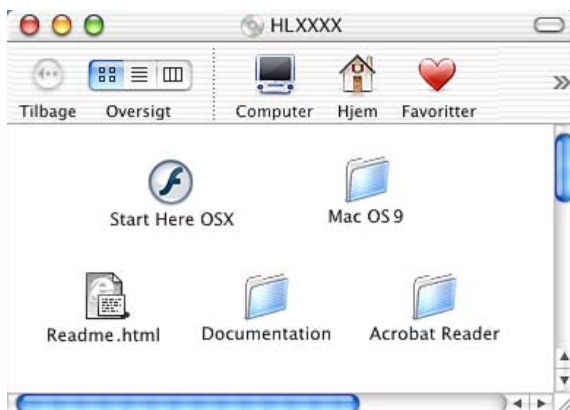 HLXXXX
Tilbage Oversigt Computer Hjem Favoritter
Start Here OSX Mac OS 9
Readme.html Documentation Acrobat Reader